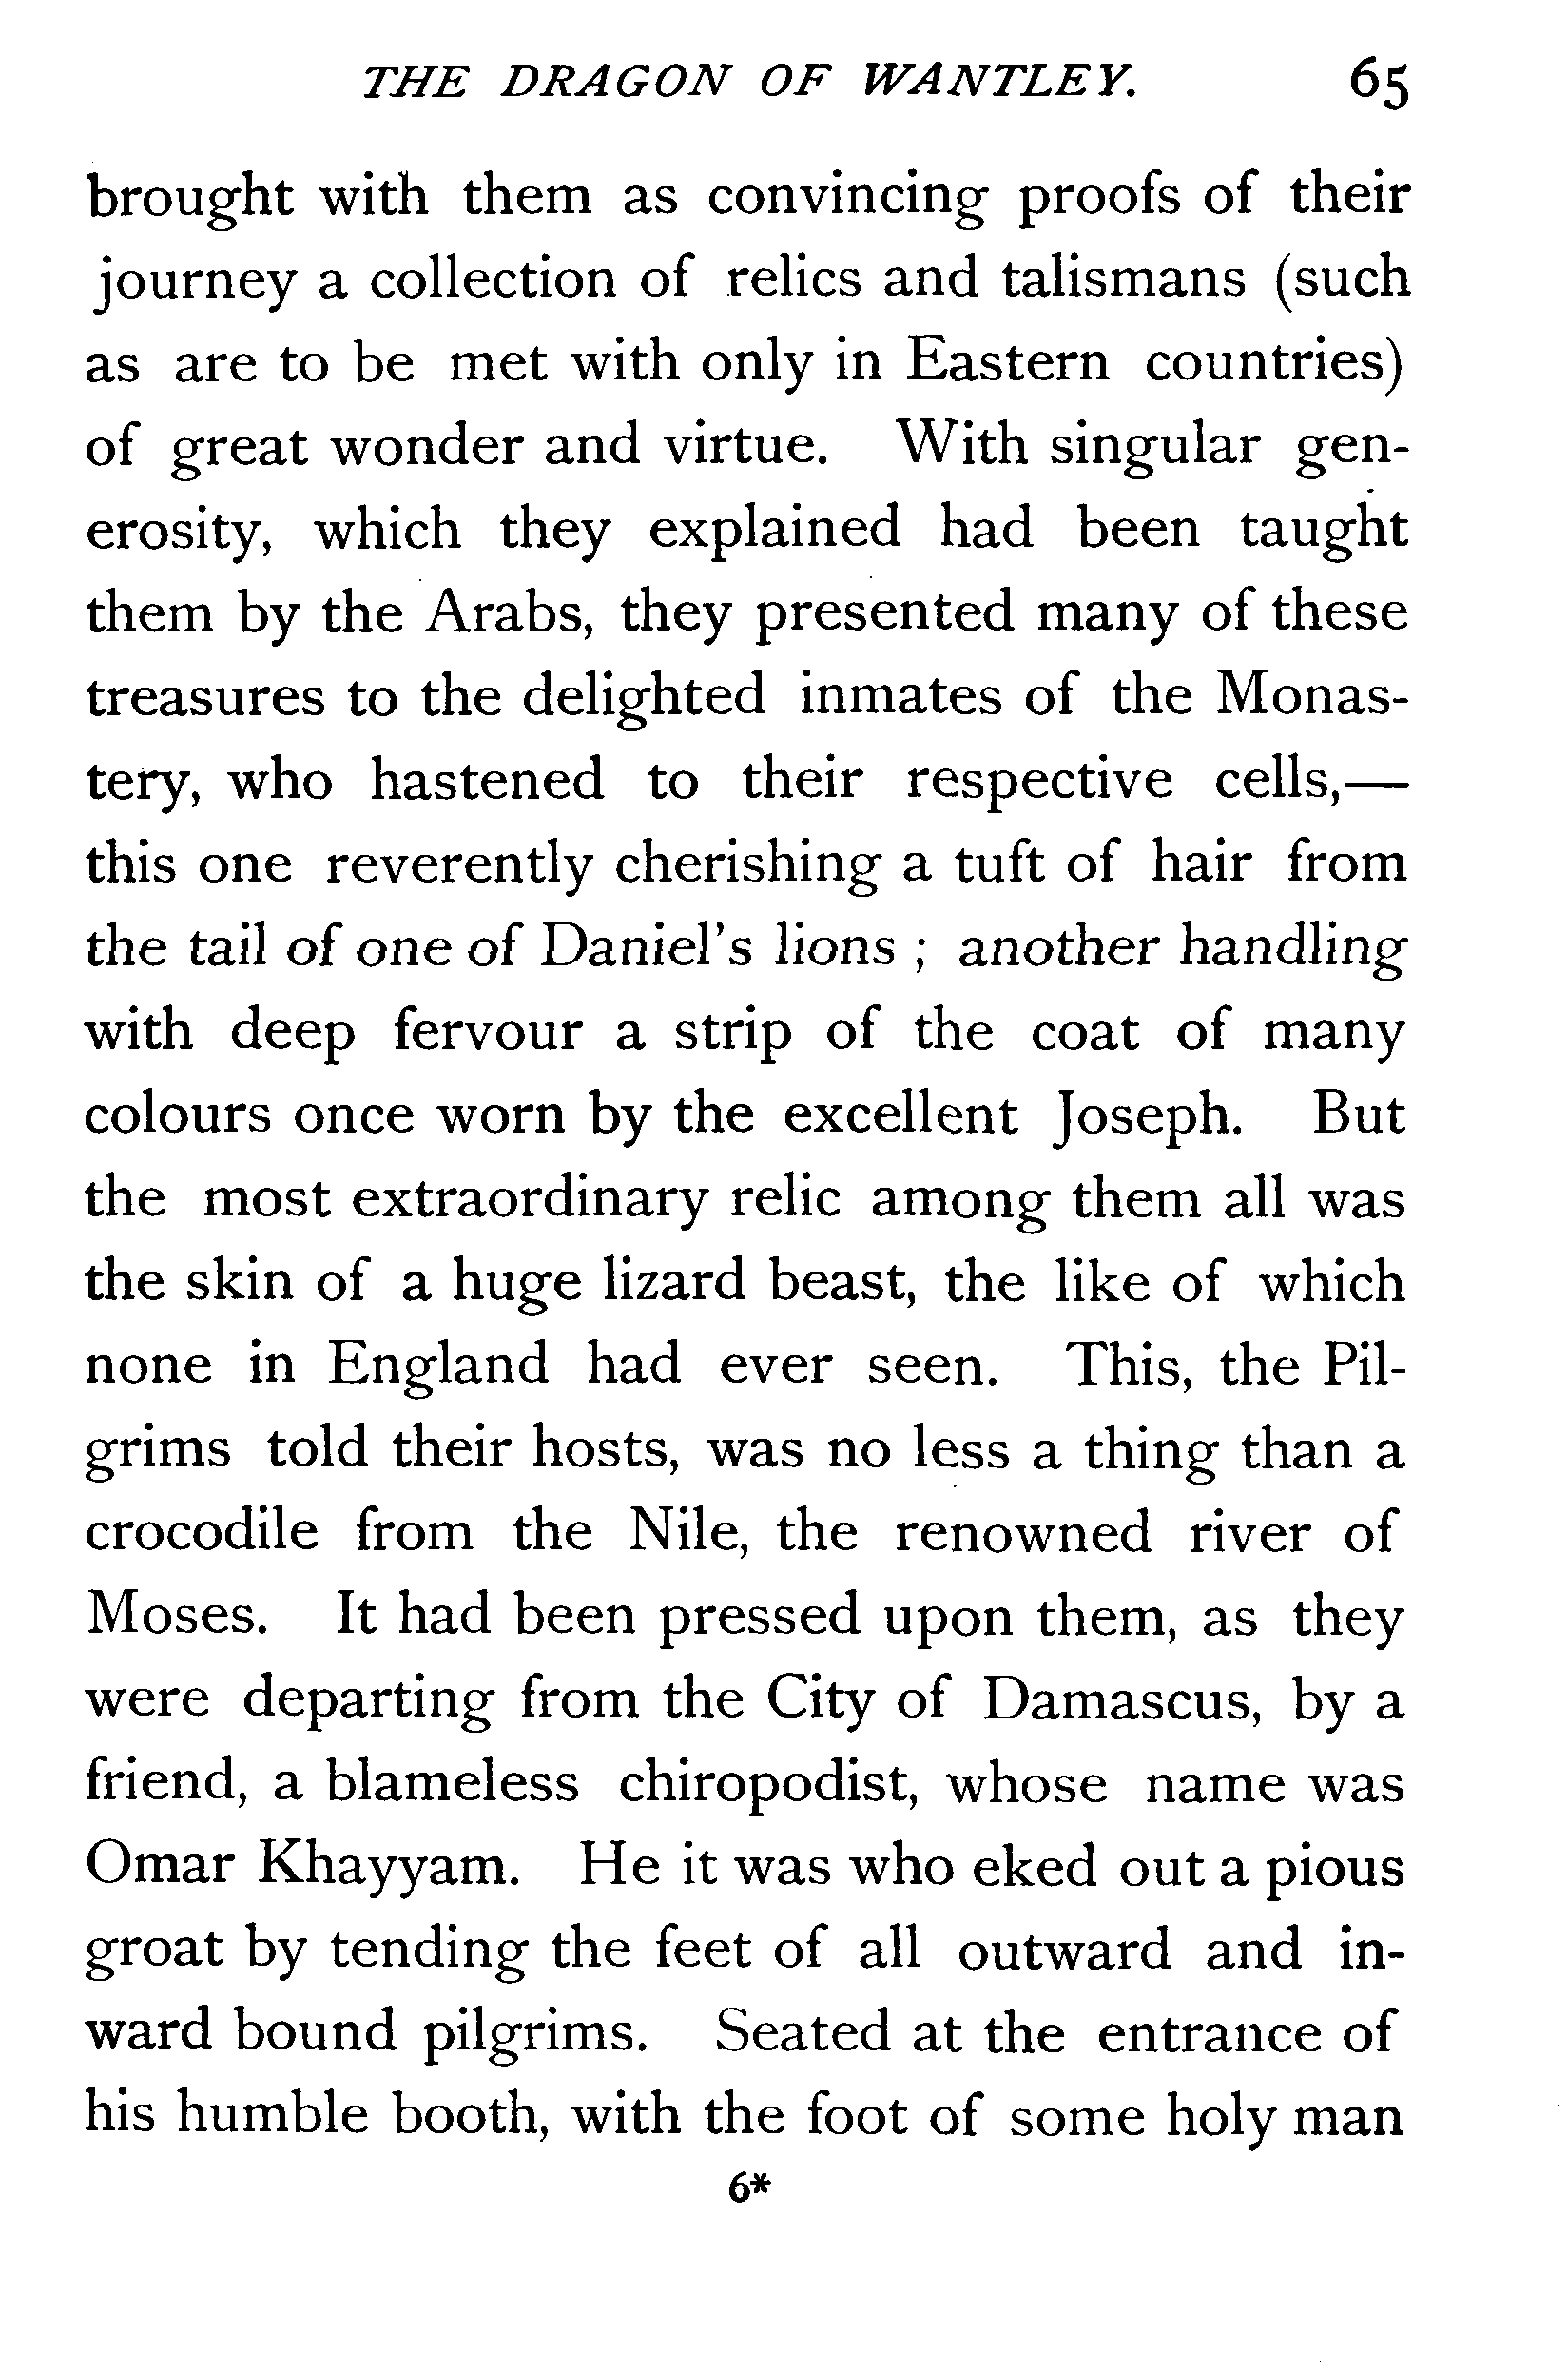 THE DRAGON OF WANTLEY. 65
brought with them as convincing proofs of their
journey a collection of relics and talismans (such
as are to be met with only in Eastern countries)
of great wonder and virtue. With singular gen-
erosity, which they explained had been taught
them by the Arabs, they presented many of these
treasures to the delighted inmates of the Monas-
tery, who hastened to their respective cells,—
this one reverently cherishing a tuft of hair from
the tail of one of Daniel's lions ; another handling
with deep fervour a strip of the coat of many
colours once worn by the excellent Joseph. But
the most extraordinary relic among them all was
the skin of a huge lizard beast, the like of which
none in England had ever seen. This, the Pil-
grims told their hosts, was no less a thing than a
crocodile from the Nile, the renowned river of
Moses. It had been pressed upon them, as they
were departing from the City of Damascus, by a
friend, a blameless chiropodist, whose name was
Omar Khayyam. He it was who eked out a pious
groat by tending the feet of all outward and in-
ward bound pilgrims. Seated at the entrance of
his humble booth, with the foot of some holy man
6*